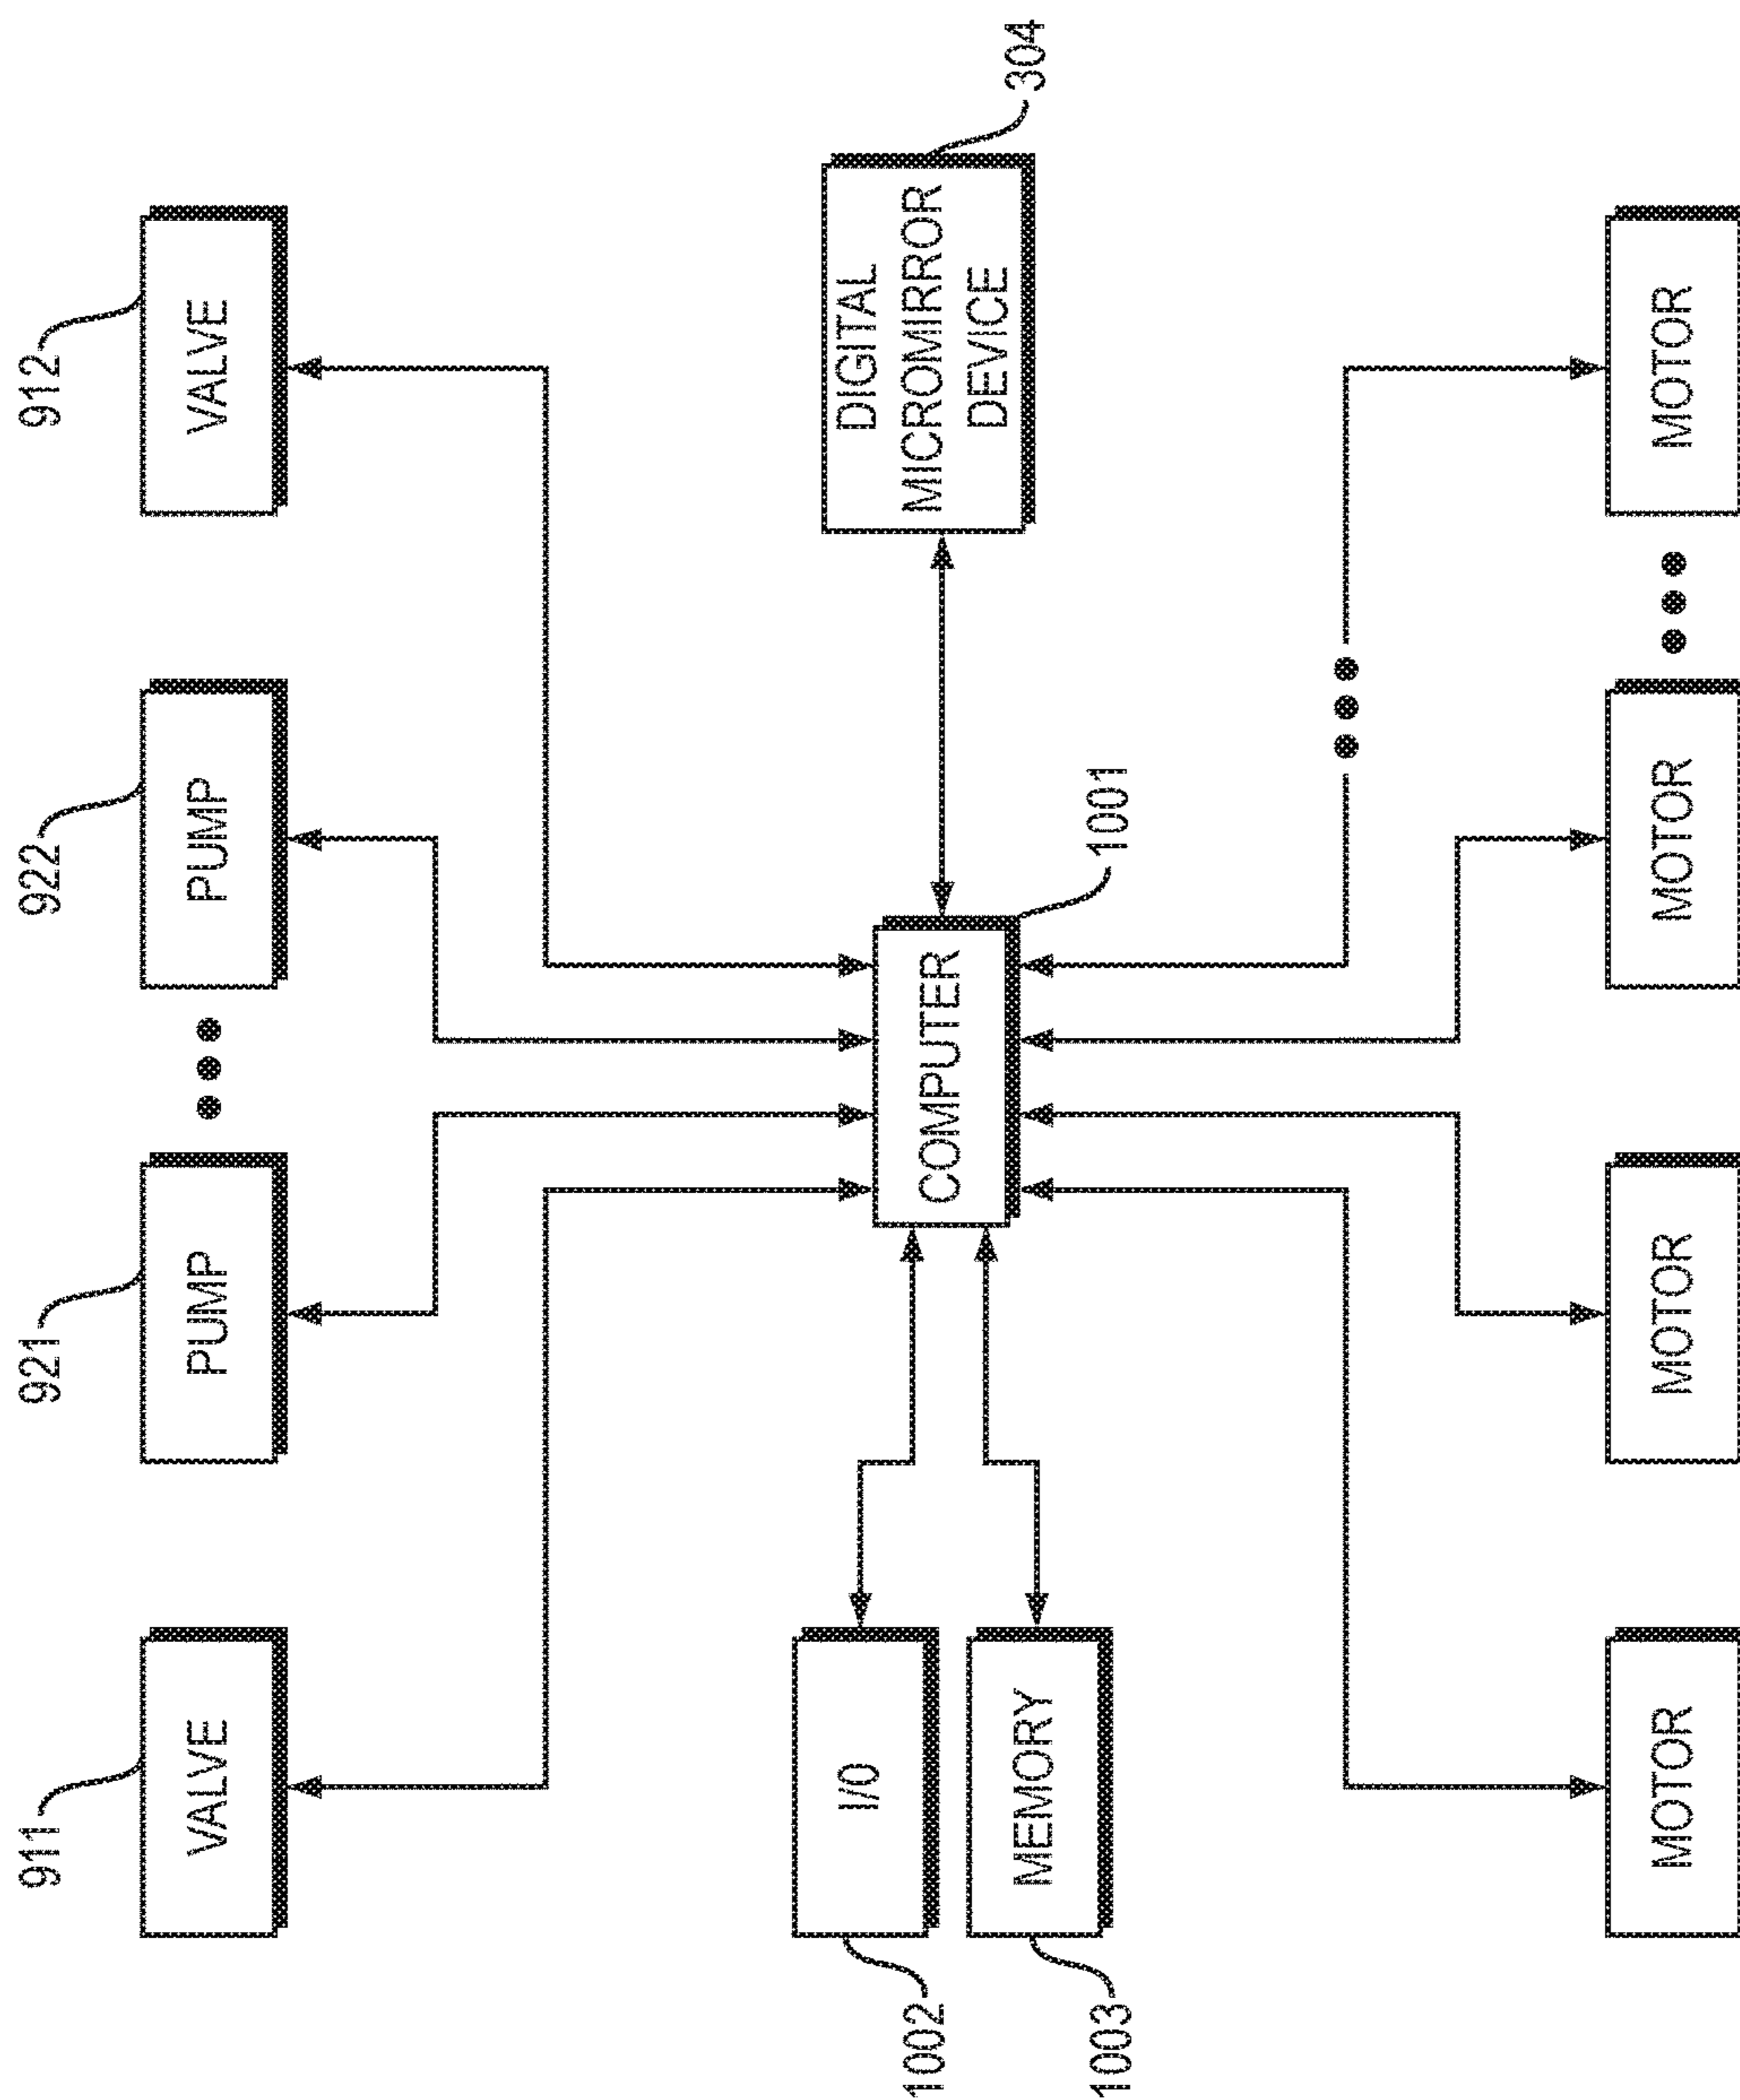 911
921
922
912
VALVE
PUMP
PUMP
VALVE
1002
I/O
DIGITAL
MICROMIRROR
DEVICE
304
COMPUTER
1001
1003
MEMORY
MOTOR
MOTOR
MOTOR
MOTOR